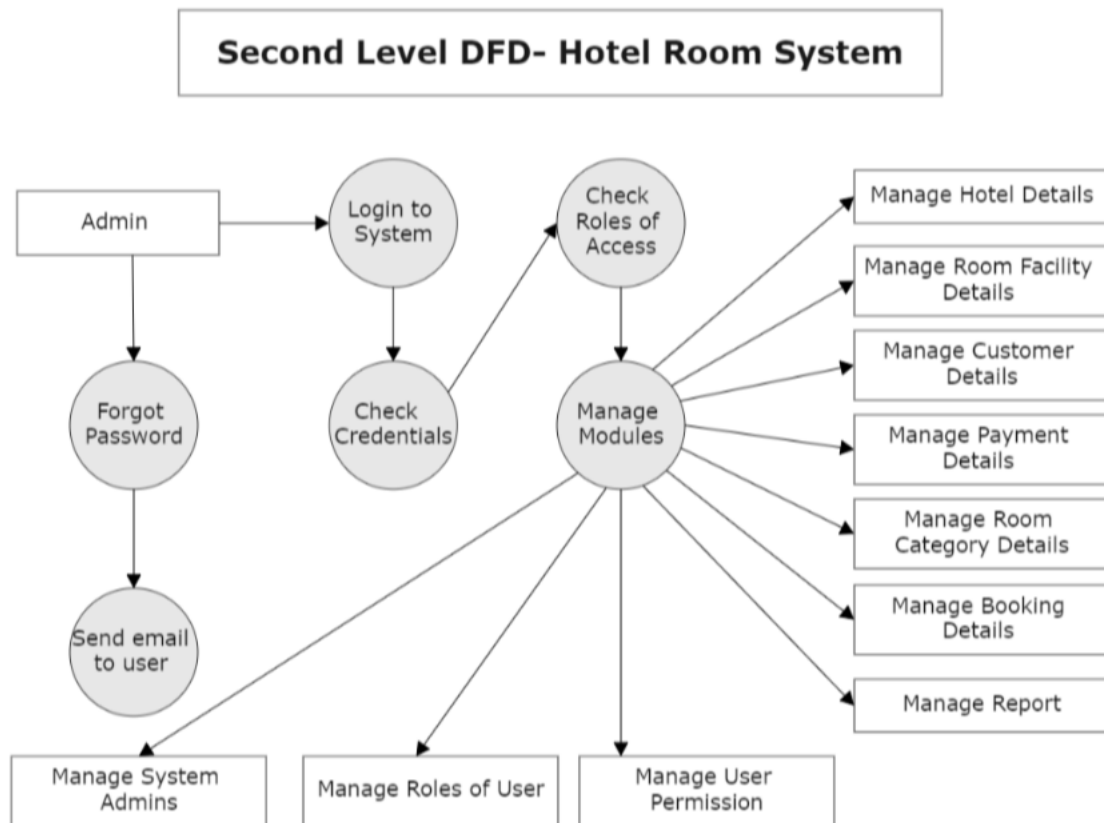 Second Level DFD- Hotel Room System
Admin
Login to
System
Check
Roles of
Access
Manage Hotel Details
Manage Room Facility
Details
Manage Customer
Details
Forgot
Password
Check
Credentials
Manage
Modules
Manage Payment
Details
Manage Room
Category Details
Manage Booking
Details
Send email
to user
Manage Report
Manage System
Admins
Manage Roles of User
Manage User
Permission